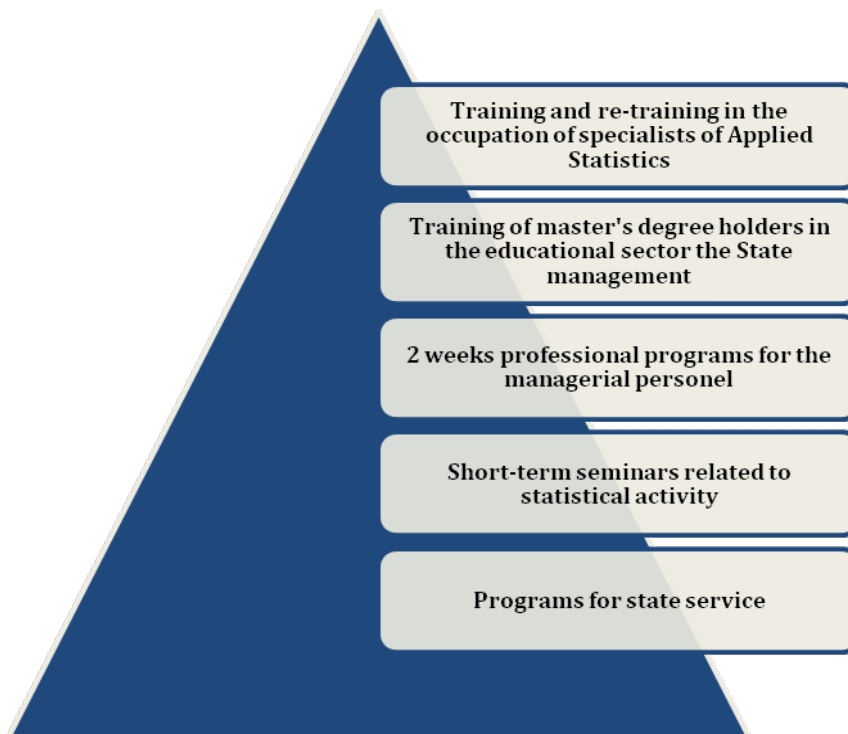 Training and re-training in the
occupation of specialists of Applied
Statistics
Training of master's degree holders in
the educational sector the State
management
2 weeks professional programs for the
managerial personel
Short-term seminars related to
statistical activity
Programs for state service